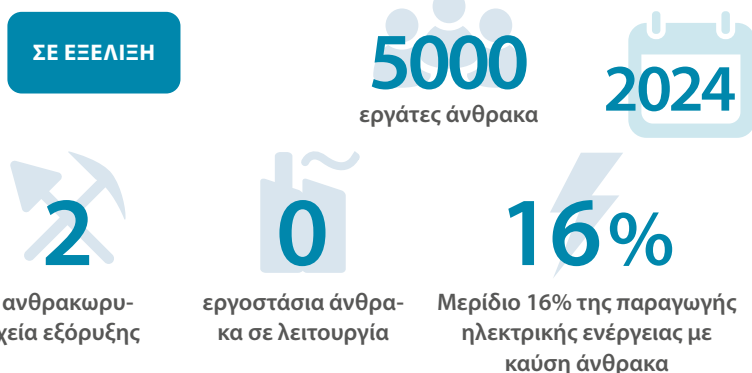 ΣΕ ΕΞΕΛΙΞΗ
5000
εργάτες άνθρακα
2024
2
ανθρακωρυ-
χεία εξόρυξης
0
εργοστάσια άνθρα-
κα σε λειτουργία
16%
Μερίδιο 16% της παραγωγής
ηλεκτρικής ενέργειας με
καύση άνθρακα